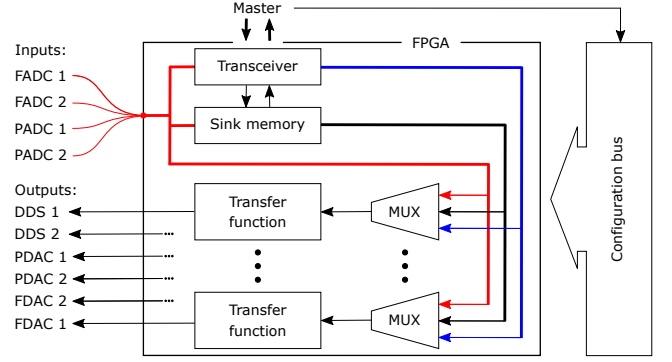 Master
Inputs:
FPGA
FADC 1
Transceiver
FADC 2
PADC 1
Sink memory
PADC 2
Outputs:
DDS 1
Transfer
function
MUX
DDS 2
...
PDAC 1
...
PDAC 2
...
FDAC 2
...
FDAC 1
Transfer
function
MUX
Configuration bus